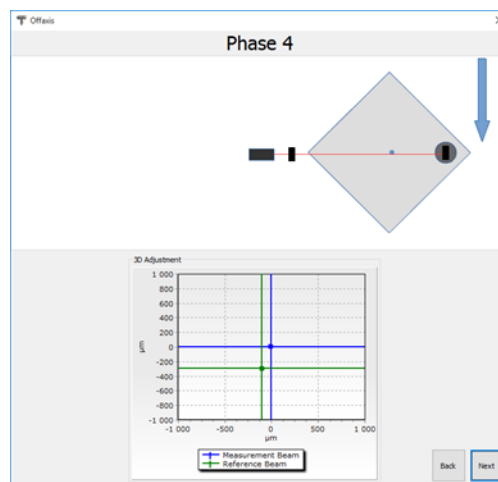 Offaxis
Phase 4
3D Adjustment
1 000
800
600
400
200
0
-200
-400
-600
-800
-1 000
µm
-1 000
-500
0
500
1 000
µm
Measurement Beam
Reference Beam
Back
Next